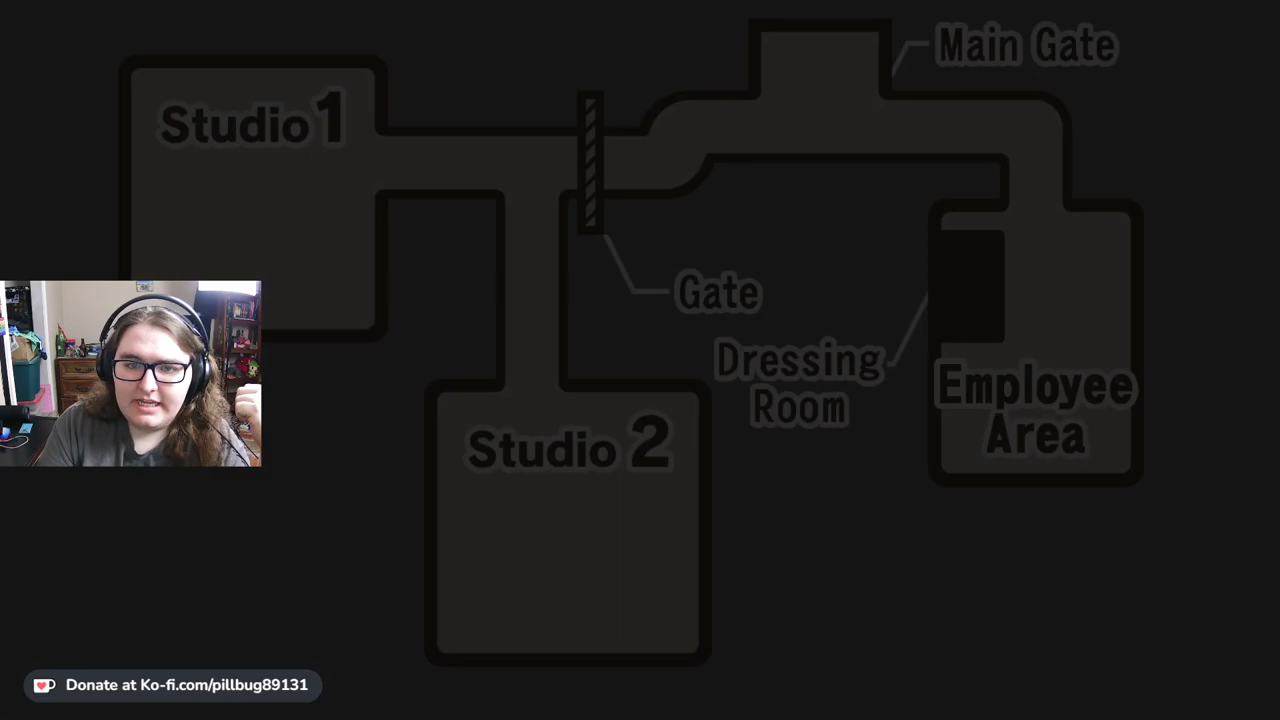 Main Gate
Studio 1
Gate
Dressing
Room
Employee
Area
Studio 2
Donate at Ko-fi.com/pillbug89131